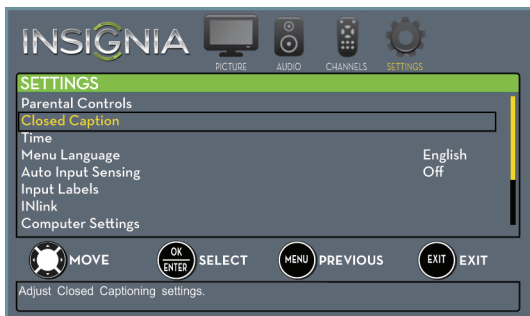 INSIGNIA
PICTURE AUDIO CHANNELS SETTINGS
SETTINGS
Parental Controls
Closed Caption
Time
Menu Language English
Auto Input Sensing Off
Input Labels
INlink
Computer Settings
MOVE OK ENTER SELECT MENU PREVIOUS EXIT EXIT
Adjust Closed Captioning settings.